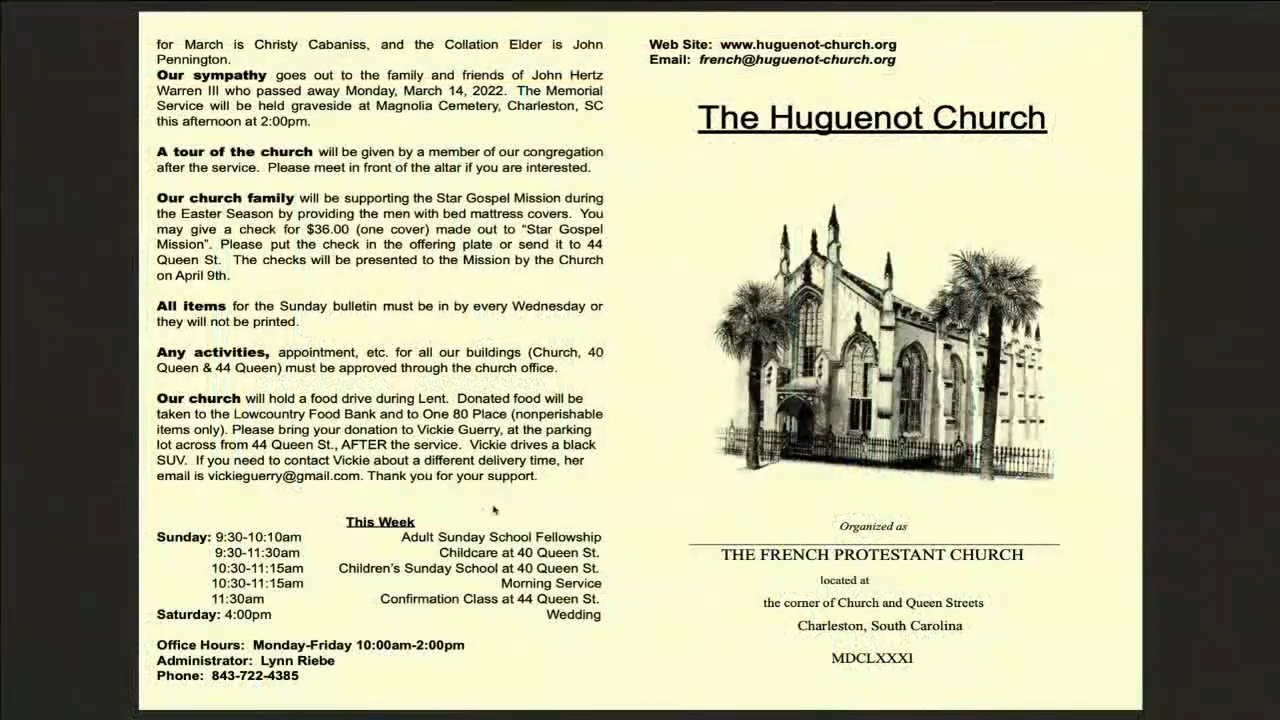 for March is Christy Cabaniss, and the Collation Elder is John
Pennington.
Our sympathy goes out to the family and friends of John Hertz
Warren III who passed away Monday, March 14, 2022. The Memorial
Service will be held graveside at Magnolia Cemetery, Charleston, SC
this afternoon at 2:00pm.
A tour of the church will be given by a member of our congregation
after the service. Please meet in front of the altar if you are interested.
Our church family will be supporting the Star Gospel Mission during
the Easter Season by providing the men with bed mattress covers. You
may give a check for $36.00 (one cover) made out to “Star Gospel
Mission”. Please put the check in the offering plate or send it to 44
Queen St. The checks will be presented to the Mission by the Church
on April 9th.
All items for the Sunday bulletin must be in by every Wednesday or
they will not be printed.
Any activities, appointment, etc. for all our buildings (Church, 40
Queen & 44 Queen) must be approved through the church office.
Our church will hold a food drive during Lent. Donated food will be
taken to the Lowcountry Food Bank and to One 80 Place (nonperishable
items only). Please bring your donation to Vickie Guerry, at the parking
lot across from 44 Queen St., AFTER the service. Vickie drives a black
SUV. If you need to contact Vickie about a different delivery time, her
email is vickieguerry@gmail.com. Thank you for your support.
This Week
Sunday: 9:30-10:10am Adult Sunday School Fellowship
9:30-11:30am Childcare at 40 Queen St.
10:30-11:15am Children’s Sunday School at 40 Queen St.
10:30-11:15am Morning Service
11:30am Confirmation Class at 44 Queen St.
Saturday: 4:00pm Wedding
Office Hours: Monday-Friday 10:00am-2:00pm
Administrator: Lynn Riebe
Phone: 843-722-4385
Web Site: www.huguenot-church.org
Email: french@huguenot-church.org
The Huguenot Church
Organized as
THE FRENCH PROTESTANT CHURCH
located at
the corner of Church and Queen Streets
Charleston, South Carolina
MDCLXXXI